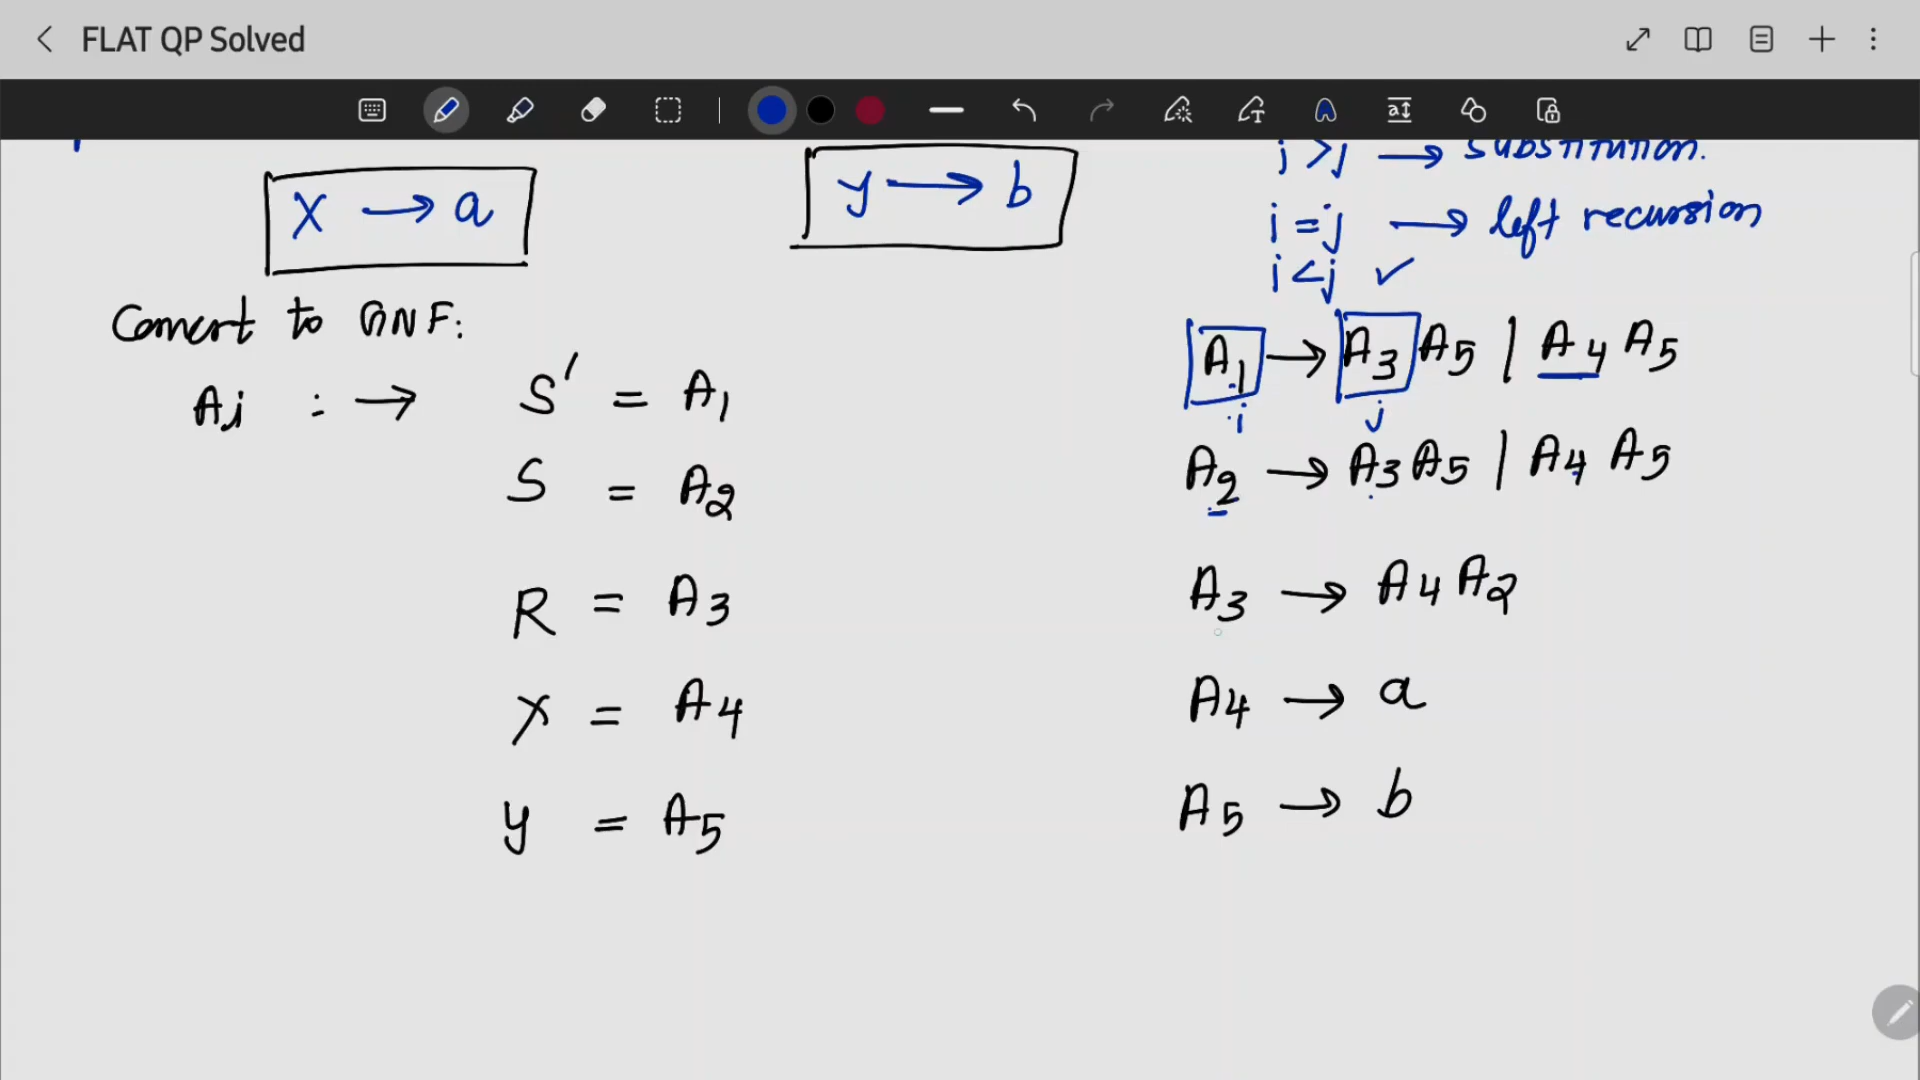 FLAT QP Solved
i > j → substitution.
X → a
y → b
i = j → left recursion
i < j ✓
Convert to GNF:
A1 → A3 A5 | A4 A5
i j
Ai : → S' = A1
A2 → A3 A5 | A4 A5
S = A2
R = A3
A3 → A4 A2
X = A4
A4 → a
y = A5
A5 → b